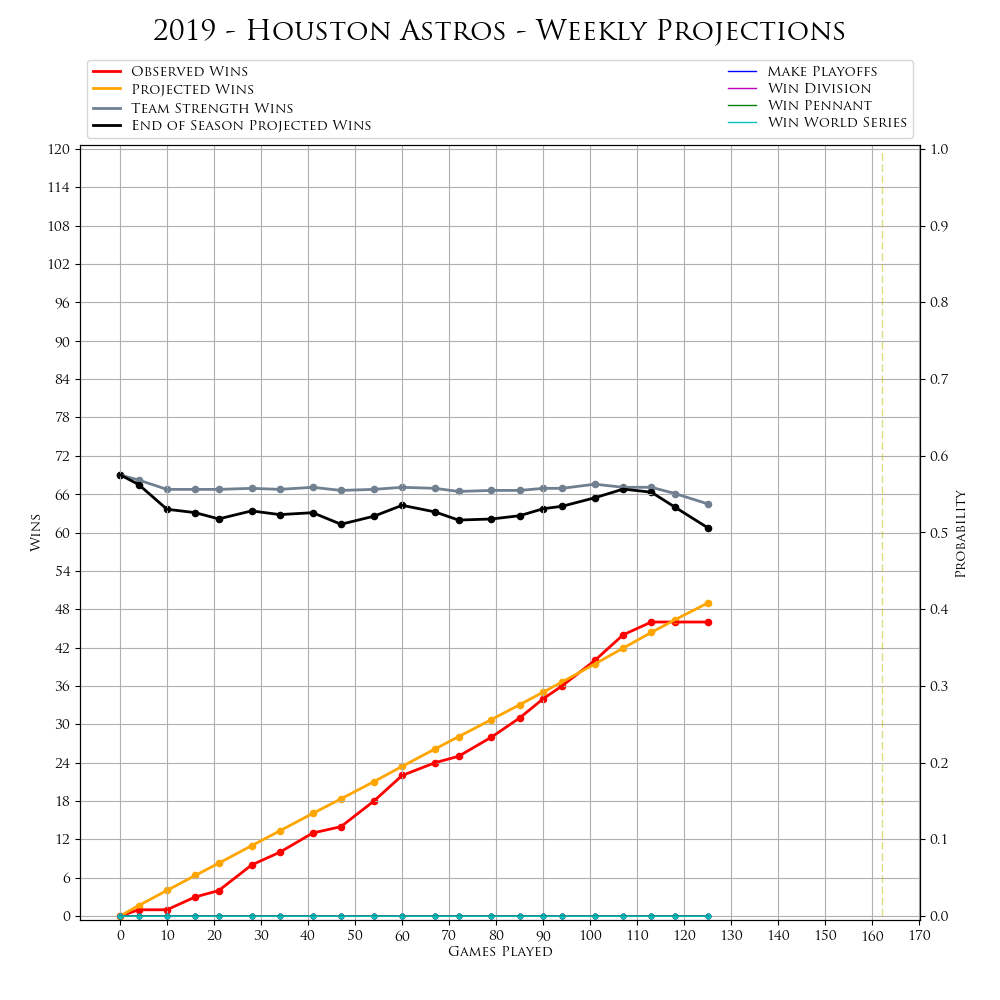 2019 - Houston Astros - Weekly Projections
Observed Wins
Projected Wins
Team Strength Wins
End of Season Projected Wins
Make Playoffs
Win Division
Win Pennant
Win World Series
120
114
108
102
96
90
84
78
72
66
60
54
48
42
36
30
24
18
12
6
0
Wins
1.0
0.9
0.8
0.7
0.6
0.5
0.4
0.3
0.2
0.1
0.0
Probability
0 10 20 30 40 50 60 70 80 90 100 110 120 130 140 150 160 170
Games Played